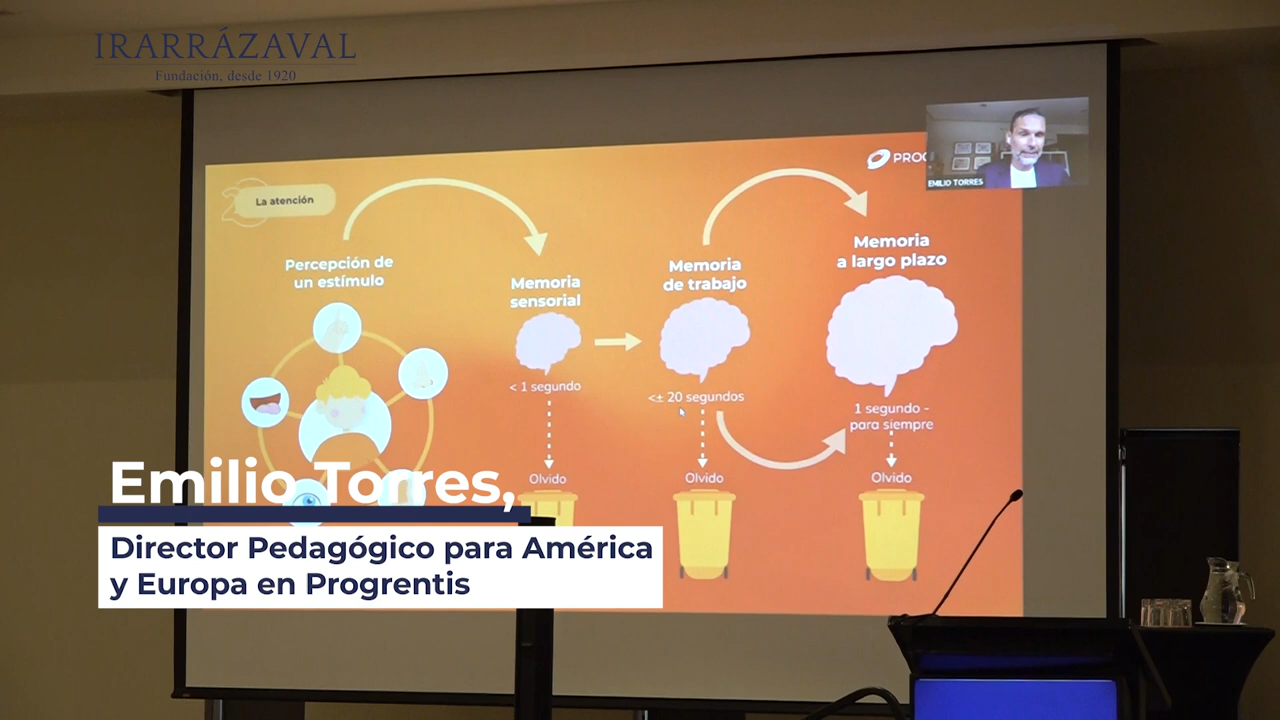 IRARRÁZAVAL
Fundación, desde 1920
EMILIO TORRES
La atención
Percepción de
un estímulo
Memoria
sensorial
< 1 segundo
Olvido
Memoria
de trabajo
<± 20 segundos
Olvido
Memoria
a largo plazo
1 segundo -
para siempre
Olvido
Emilio Torres,
Director Pedagógico para América
y Europa en Progrentis